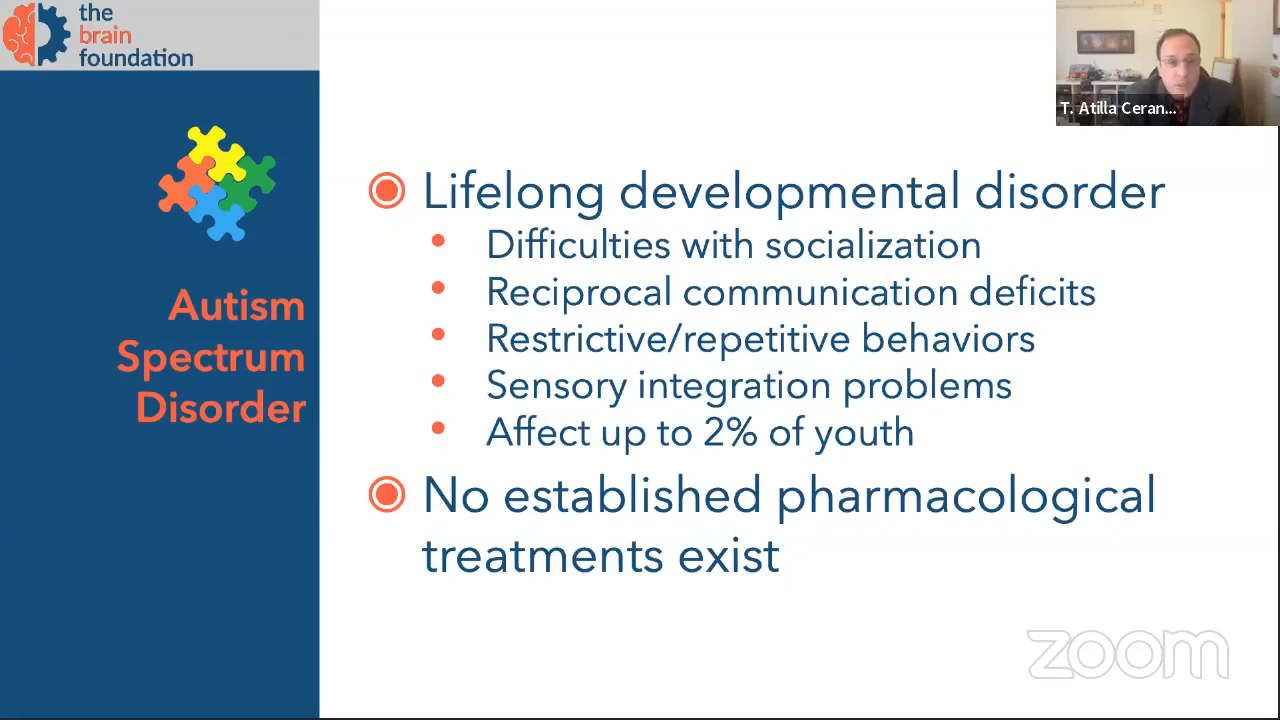 the
brain
foundation
T. Atilla Ceran...
Autism
Spectrum
Disorder
Lifelong developmental disorder
Difficulties with socialization
Reciprocal communication deficits
Restrictive/repetitive behaviors
Sensory integration problems
Affect up to 2% of youth
No established pharmacological
treatments exist
zoom